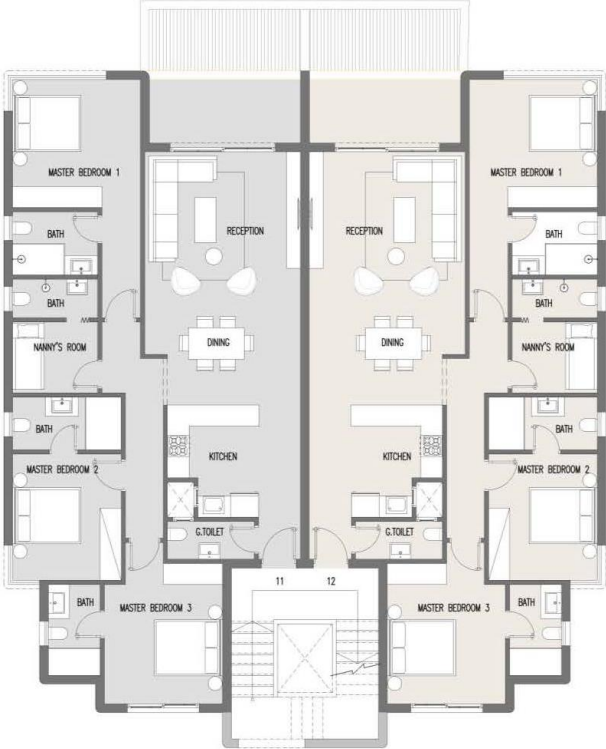 MASTER BEDROOM 1
MASTER BEDROOM 1
RECEPTION
RECEPTION
BATH
BATH
BATH
BATH
NANNY'S ROOM
DINING
DINING
NANNY'S ROOM
BATH
BATH
KITCHEN
KITCHEN
MASTER BEDROOM 2
MASTER BEDROOM 2
G.TOILET
G.TOILET
11
12
BATH
MASTER BEDROOM 3
MASTER BEDROOM 3
BATH